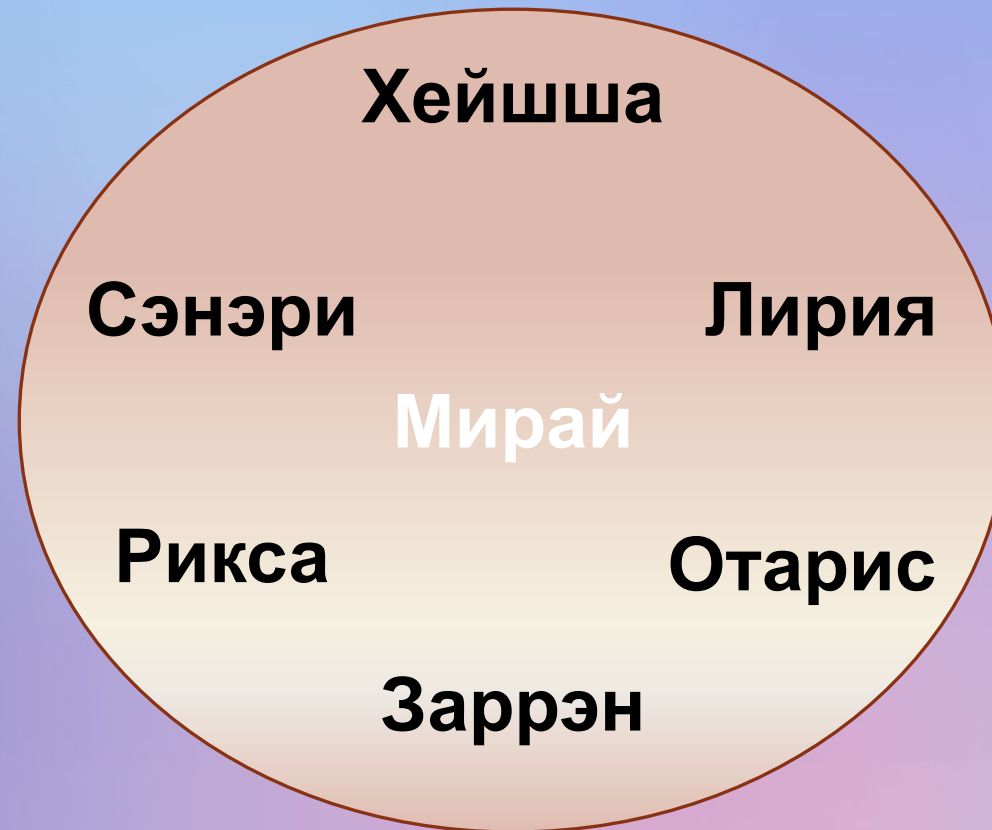 Хейшша
Сэнэри
Лирия
Мирай
Рикса
Отарис
Заррэн